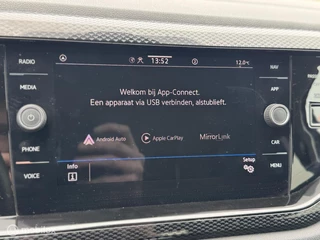 RADIO
13:52
12.0°C
NAV
MEDIA
APP
Welkom bij App-Connect.
Een apparaat via USB verbinden, alstublieft.
Android Auto
Apple CarPlay
MirrorLink
PHONE
CAR
VOICE
Info
Setup
MENU